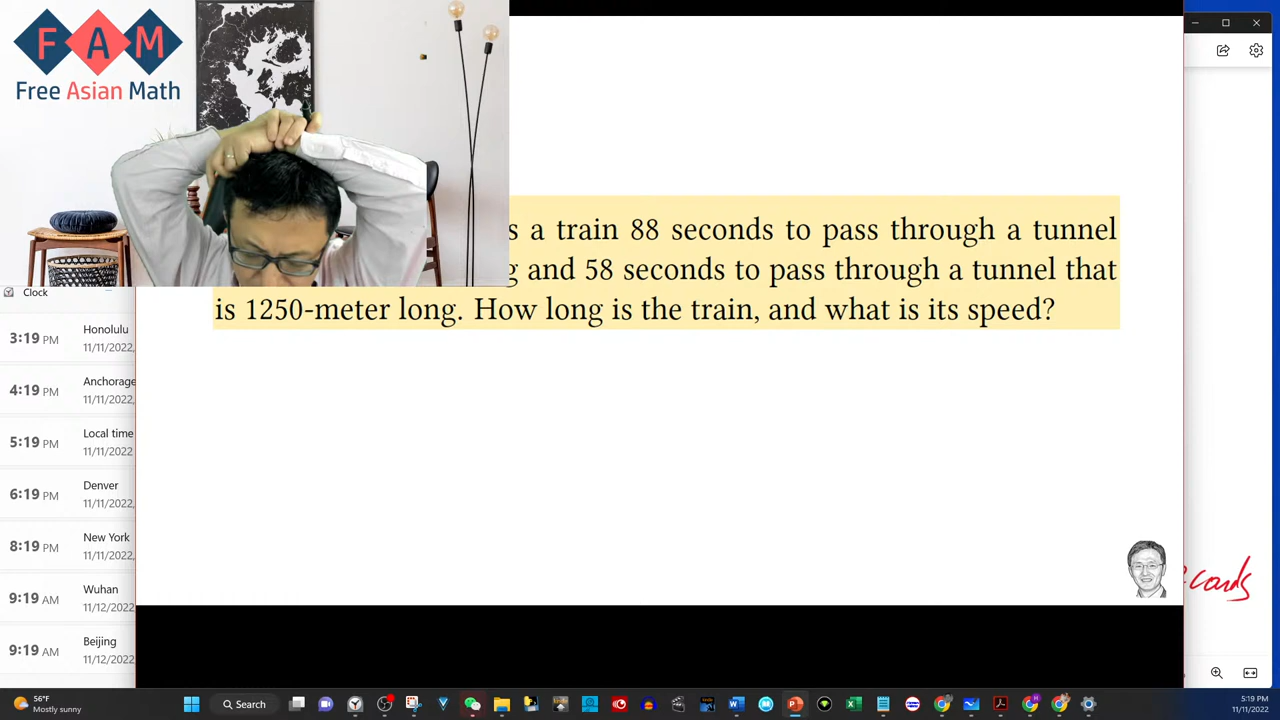 FAM
Free Asian Math
s a train 88 seconds to pass through a tunnel
g and 58 seconds to pass through a tunnel that
is 1250-meter long. How long is the train, and what is its speed?
Clock
3:19 PM
Honolulu
11/11/2022,
4:19 PM
Anchorage
11/11/2022,
5:19 PM
Local time
11/11/2022
6:19 PM
Denver
11/11/2022,
8:19 PM
New York
11/11/2022,
9:19 AM
Wuhan
11/12/2022,
9:19 AM
Beijing
11/12/2022,
conds
56°F
Mostly sunny
Search
5:19 PM
11/11/2022